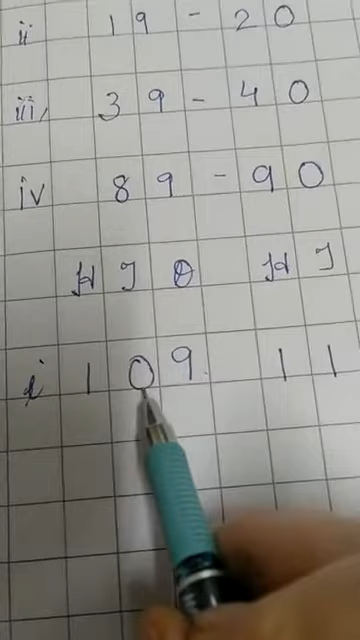 ii 19 - 20
iii, 39 - 40
iv 89 - 90
H T O H T
i 109 11